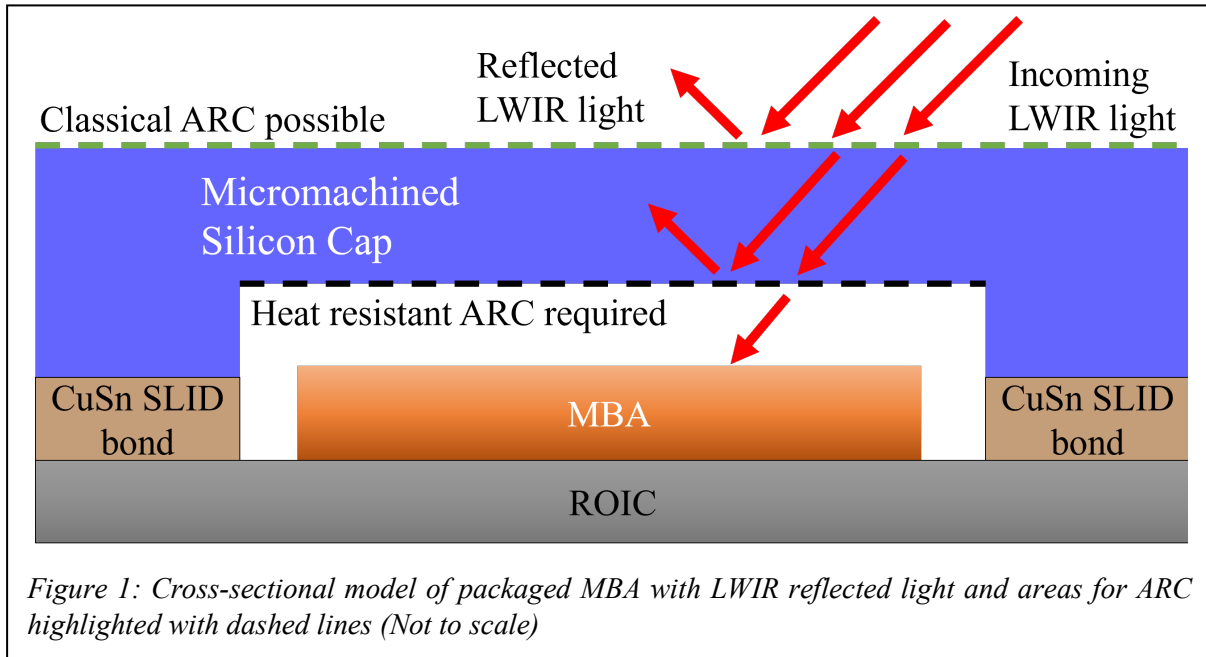 Reflected
LWIR light
Incoming
LWIR light
Classical ARC possible
Micromachined
Silicon Cap
Heat resistant ARC required
CuSn SLID
bond
MBA
CuSn SLID
bond
ROIC
Figure 1: Cross-sectional model of packaged MBA with LWIR reflected light and areas for ARC
highlighted with dashed lines (Not to scale)